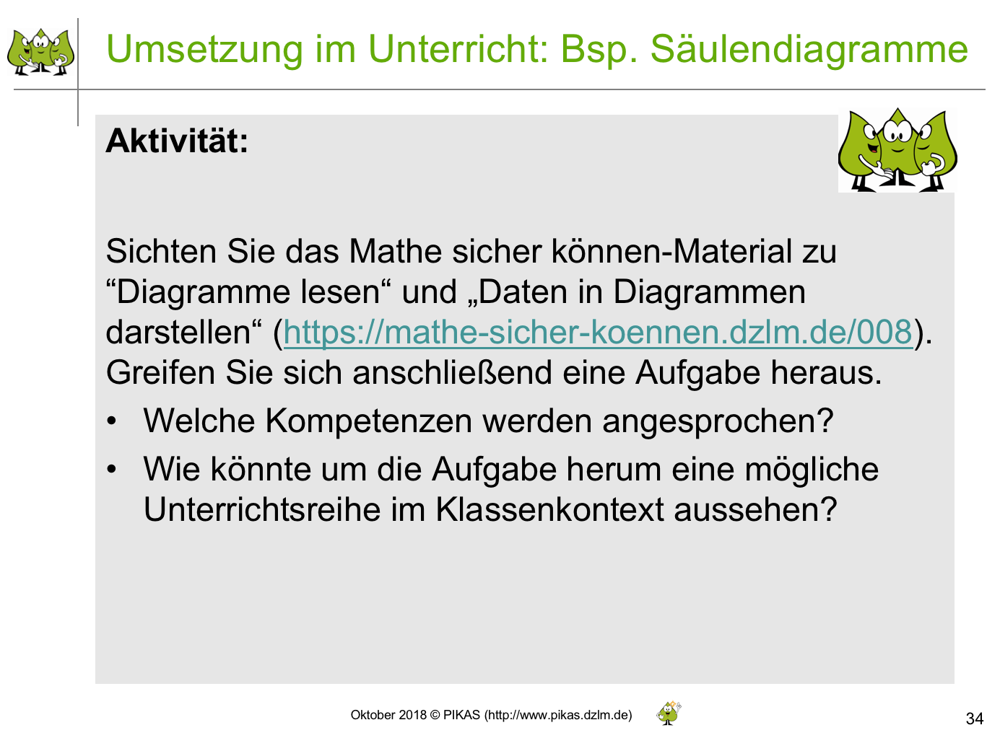 Umsetzung im Unterricht: Bsp. Säulendiagramme
Aktivität:
Sichten Sie das Mathe sicher können-Material zu
“Diagramme lesen“ und „Daten in Diagrammen
darstellen“ (https://mathe-sicher-koennen.dzlm.de/008).
Greifen Sie sich anschließend eine Aufgabe heraus.
• Welche Kompetenzen werden angesprochen?
• Wie könnte um die Aufgabe herum eine mögliche
Unterrichtsreihe im Klassenkontext aussehen?
Oktober 2018 © PIKAS (http://www.pikas.dzlm.de)
34